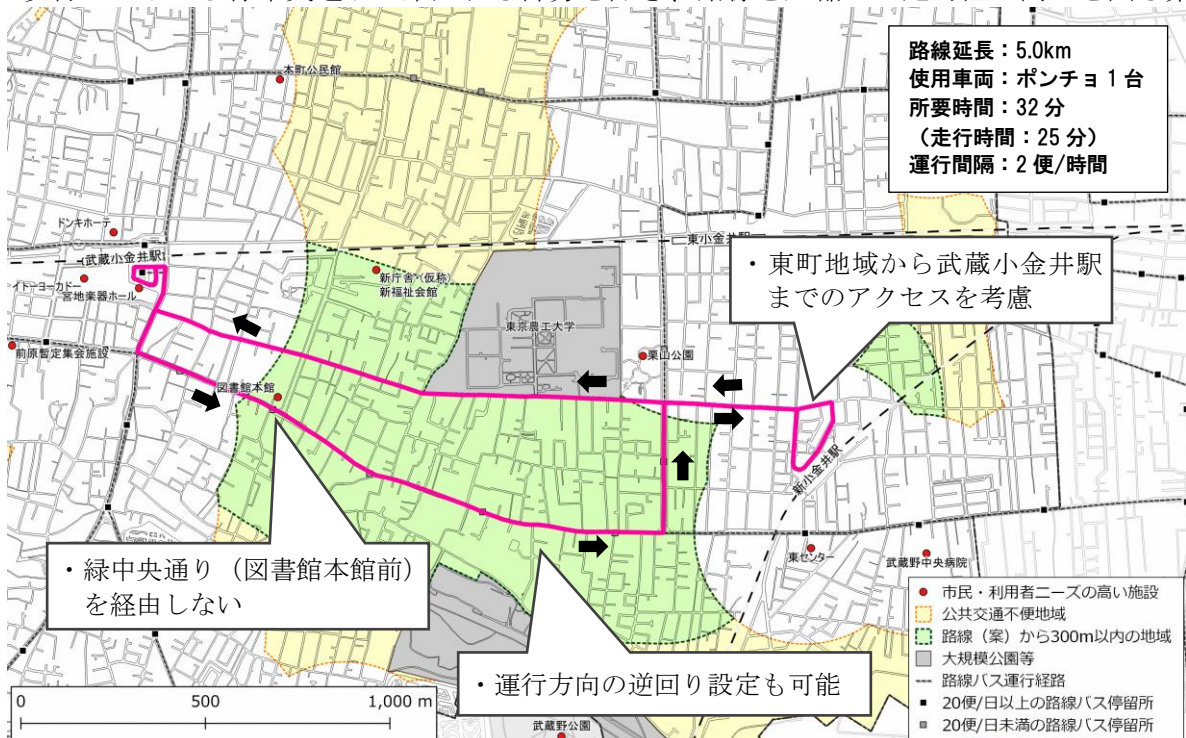 路線延長：5.0km
使用車両：ポンチョ1台
所要時間：32分
（走行時間：25分）
運行間隔：2便/時間
本町公民館
ドンキホーテ
武蔵小金井駅
イトーヨーカドー
宮地楽器ホール
新庁舎（仮称）
新福祉会館
東小金井駅
・東町地域から武蔵小金井駅
までのアクセスを考慮
東京農工大学
栗山公園
前原暫定集会施設
図書館本館
新小金井駅
・緑中央通り（図書館本館前）
を経由しない
東センター
武蔵野中央病院
・運行方向の逆回り設定も可能
武蔵野公園
0 500 1,000 m
市民・利用者ニーズの高い施設
公共交通不便地域
路線（案）から300m以内の地域
大規模公園等
路線バス運行経路
20便/日以上の路線バス停留所
20便/日未満の路線バス停留所